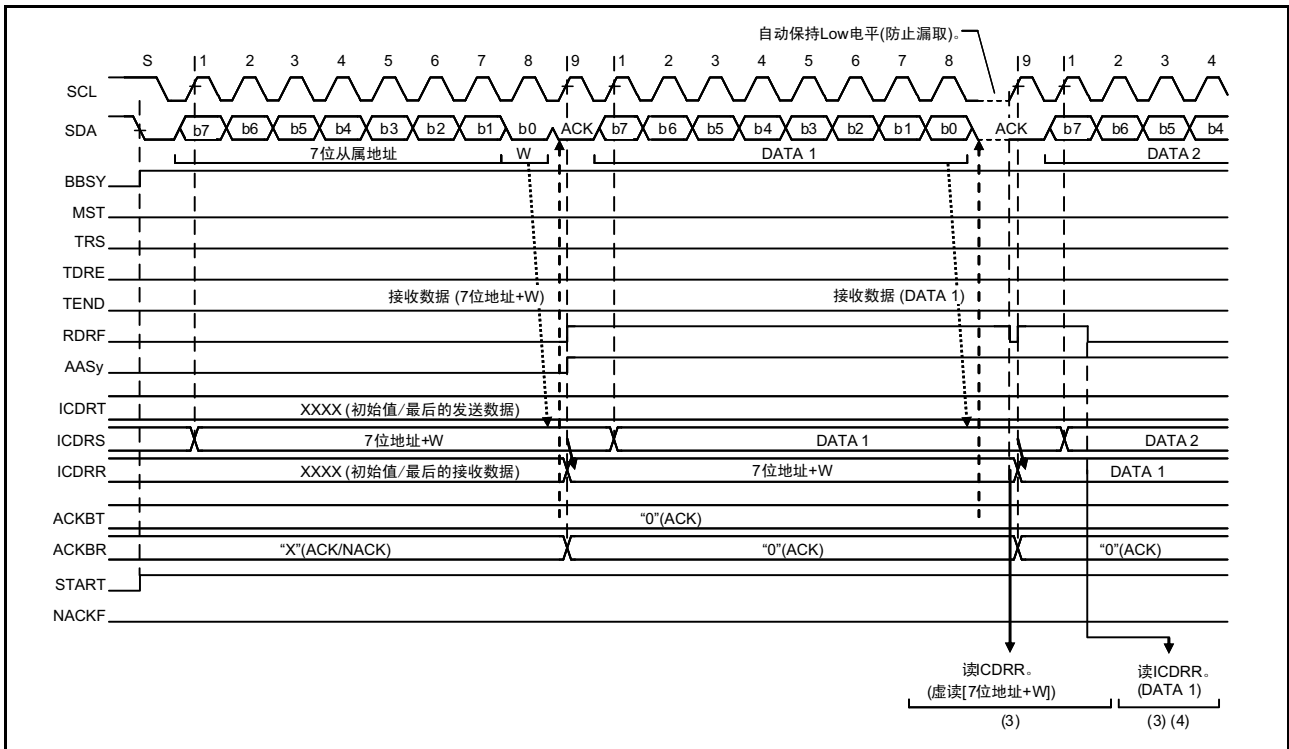 自动保持Low电平(防止漏取)。
S 1 2 3 4 5 6 7 8 9 1 2 3 4 5 6 7 8 9 1 2 3 4
SCL
SDA b7 b6 b5 b4 b3 b2 b1 b0 ACK b7 b6 b5 b4 b3 b2 b1 b0 ACK b7 b6 b5 b4
7位从属地址 W DATA 1 DATA 2
BBSY
MST
TRS
TDRE
TEND 接收数据 (7位地址+W) 接收数据 (DATA 1)
RDRF
AASy
ICDRT XXXX (初始值/最后的发送数据)
ICDRS 7位地址+W DATA 1 DATA 2
ICDRR XXXX (初始值/最后的接收数据) 7位地址+W DATA 1
ACKBT “0”(ACK)
ACKBR “X”(ACK/NACK) “0”(ACK) “0”(ACK)
START
NACKF
读ICDRR。 读ICDRR。
(虚读[7位地址+W]) (DATA 1)
(3) (3) (4)